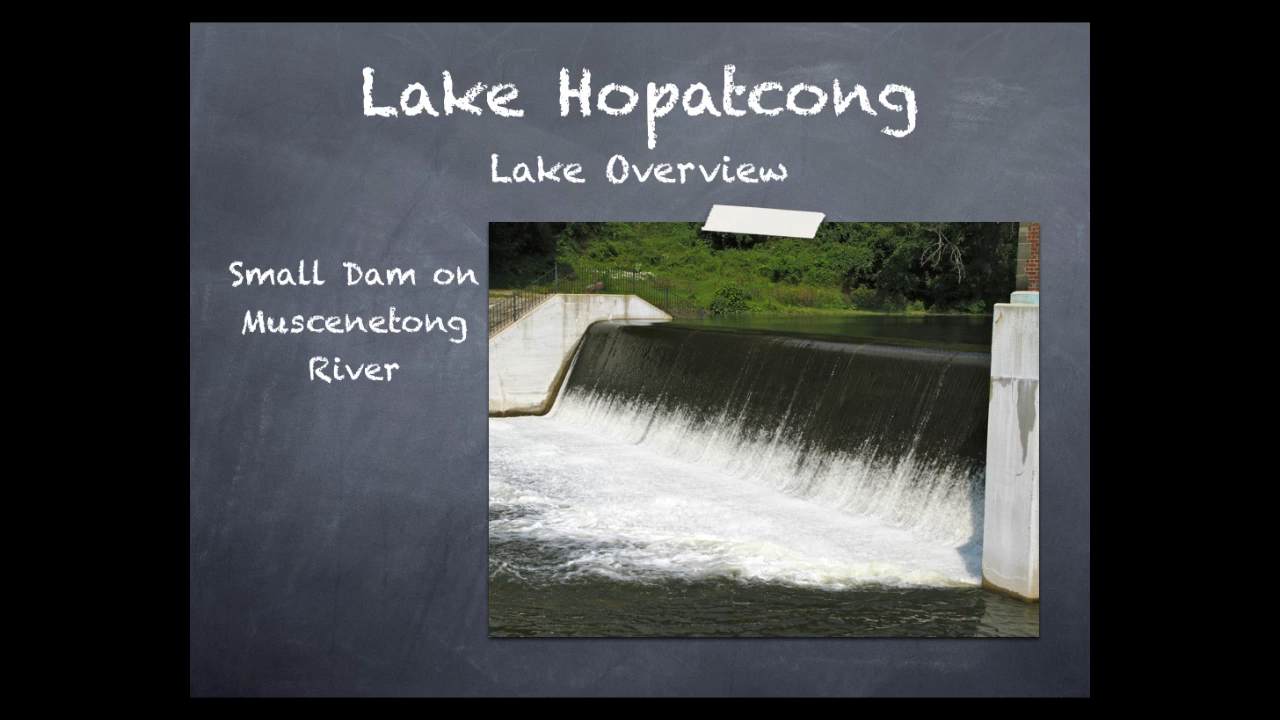 Lake Hopatcong
Lake Overview
Small Dam on
Muscenetong
River